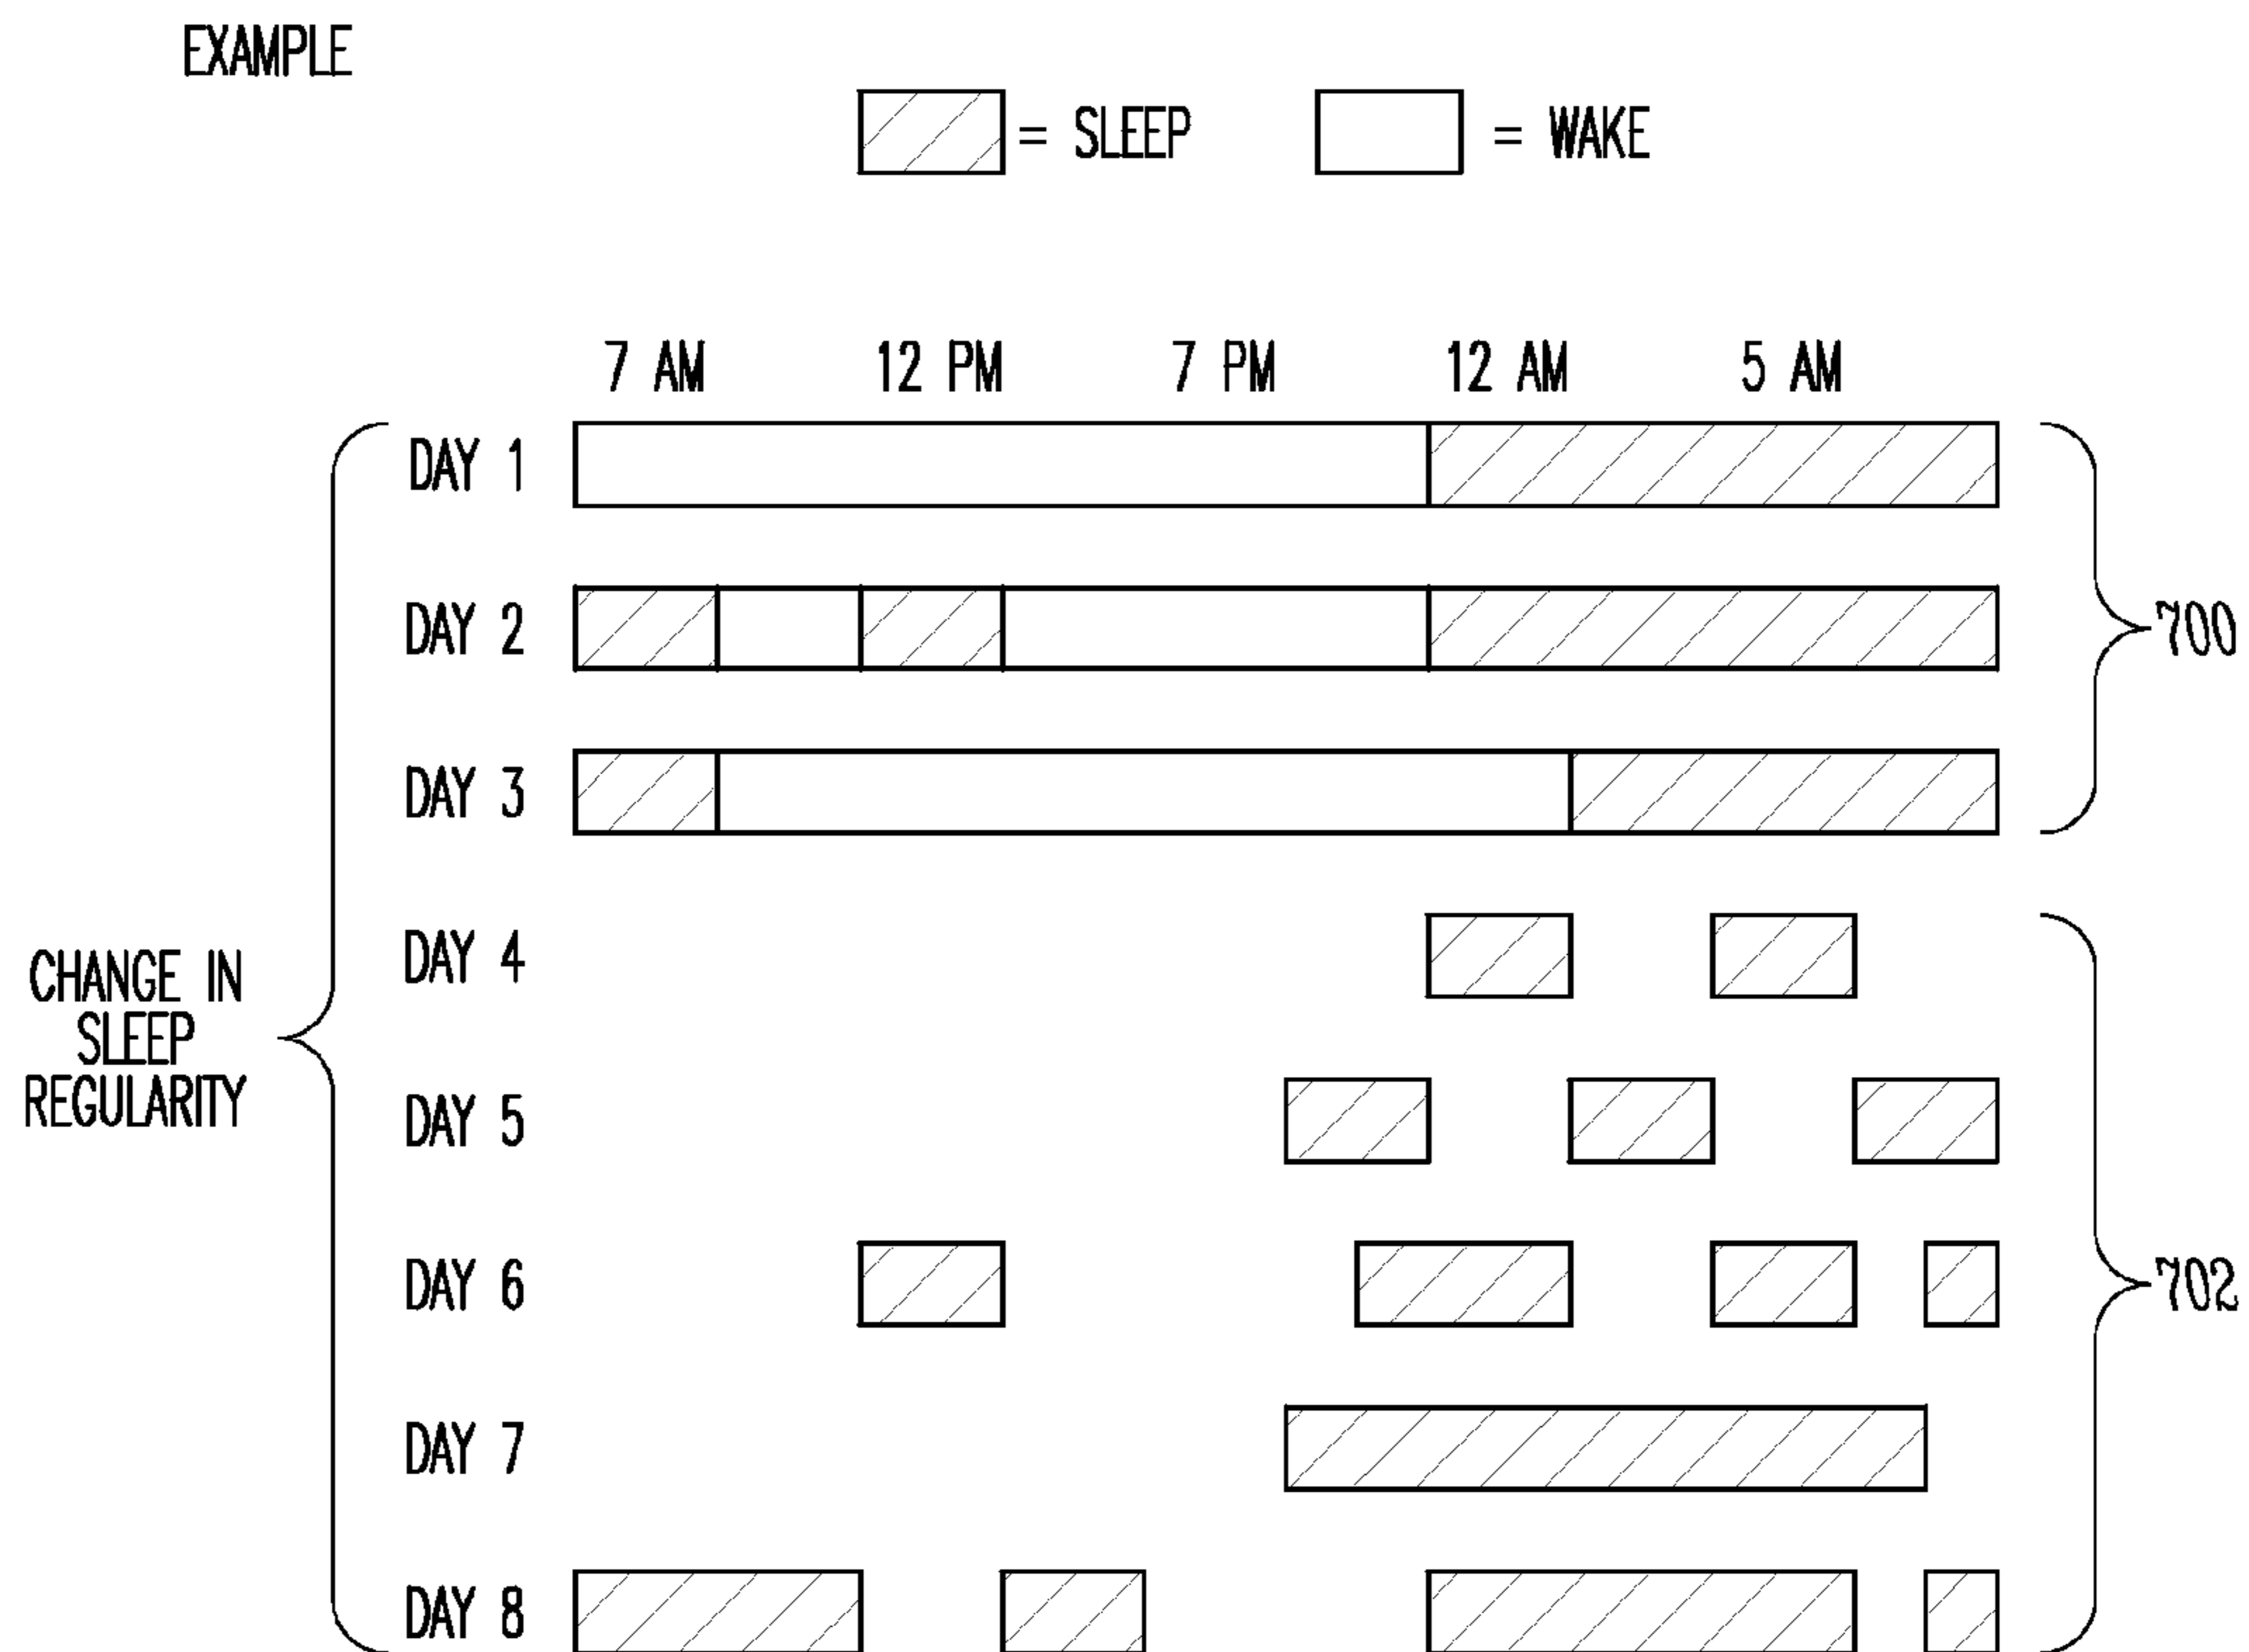 EXAMPLE
= SLEEP
= WAKE
7 AM 12 PM 7 PM 12 AM 5 AM
DAY 1
DAY 2
700
DAY 3
DAY 4
CHANGE IN
SLEEP
REGULARITY
DAY 5
DAY 6
702
DAY 7
DAY 8